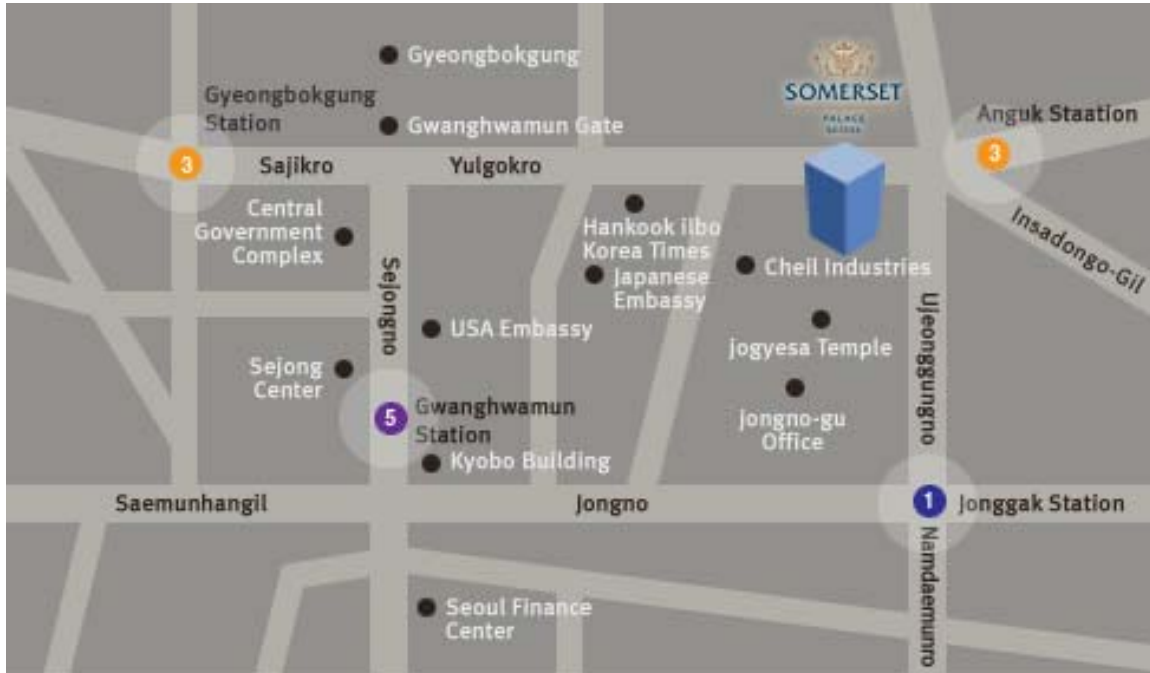 Gyeongbokgung
SOMERSET
PALACE
Gyeongbokgung
Station
Gwanghwamun Gate
Anguk Staation
3
3
Sajikro
Yulgokro
Central
Government
Complex
Hankook ilbo
Korea Times
Japanese
Embassy
Cheil Industries
Insadongo-Gil
Sejongno
USA Embassy
Jogyesa Temple
Ujeonggungno
Sejong
Center
5
Gwanghwamun
Station
Jongno-gu
Office
Kyobo Building
Saemunhangil
Jongno
1
Jonggak Station
Namdaemunro
Seoul Finance
Center